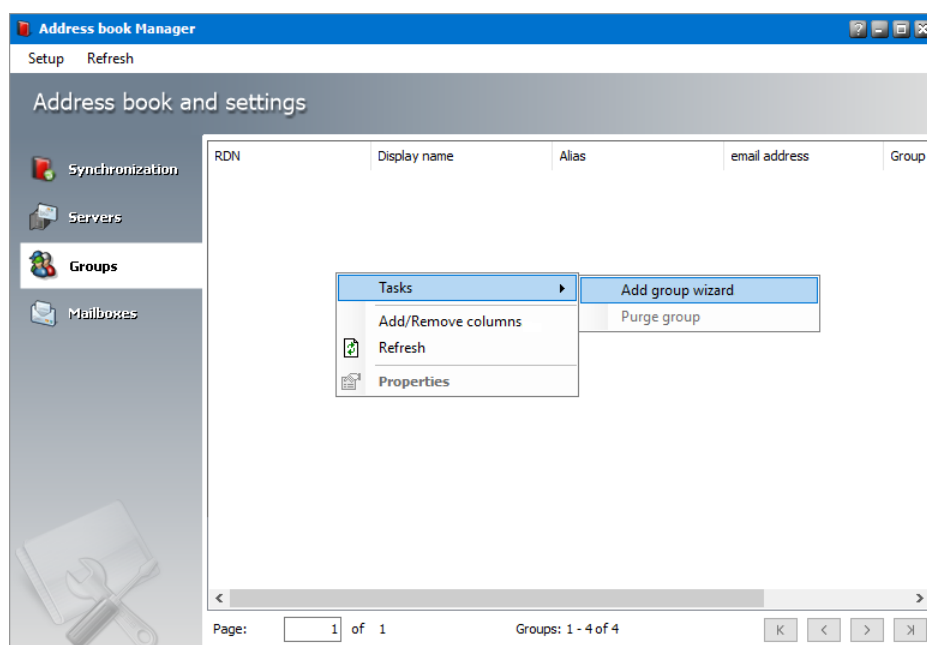 Address book Manager
Setup Refresh
Address book and settings
Synchronization
Servers
Groups
Mailboxes
RDN Display name Alias email address Group
Tasks
Add/Remove columns
Refresh
Properties
Add group wizard
Purge group
Page: 1 of 1 Groups: 1 - 4 of 4